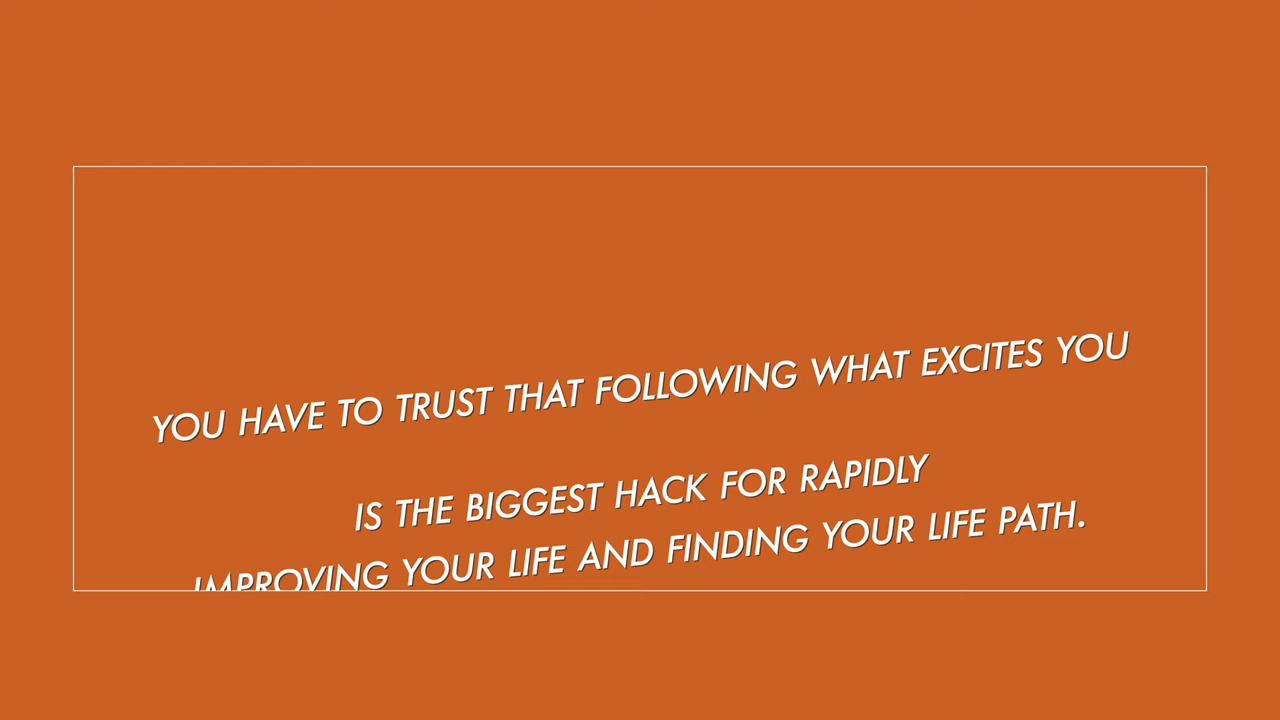 YOU HAVE TO TRUST THAT FOLLOWING WHAT EXCITES YOU
IS THE BIGGEST HACK FOR RAPIDLY
IMPROVING YOUR LIFE AND FINDING YOUR LIFE PATH.